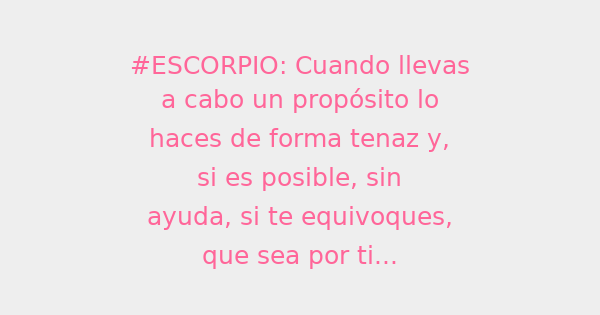 #ESCORPIO: Cuando llevas
a cabo un propósito lo
haces de forma tenaz y,
si es posible, sin
ayuda, si te equivoques,
que sea por ti...